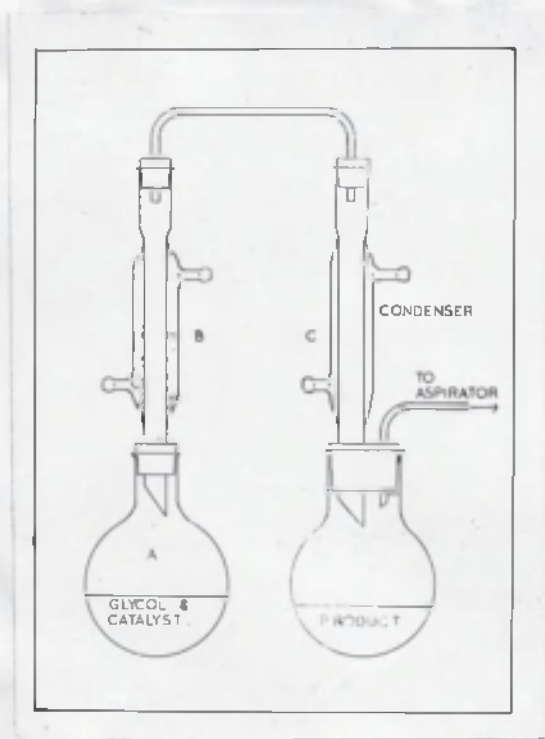 B
C
CONDENSER
TO
ASPIRATOR
A
GLYCOL &
CATALYST.
PRODUCT